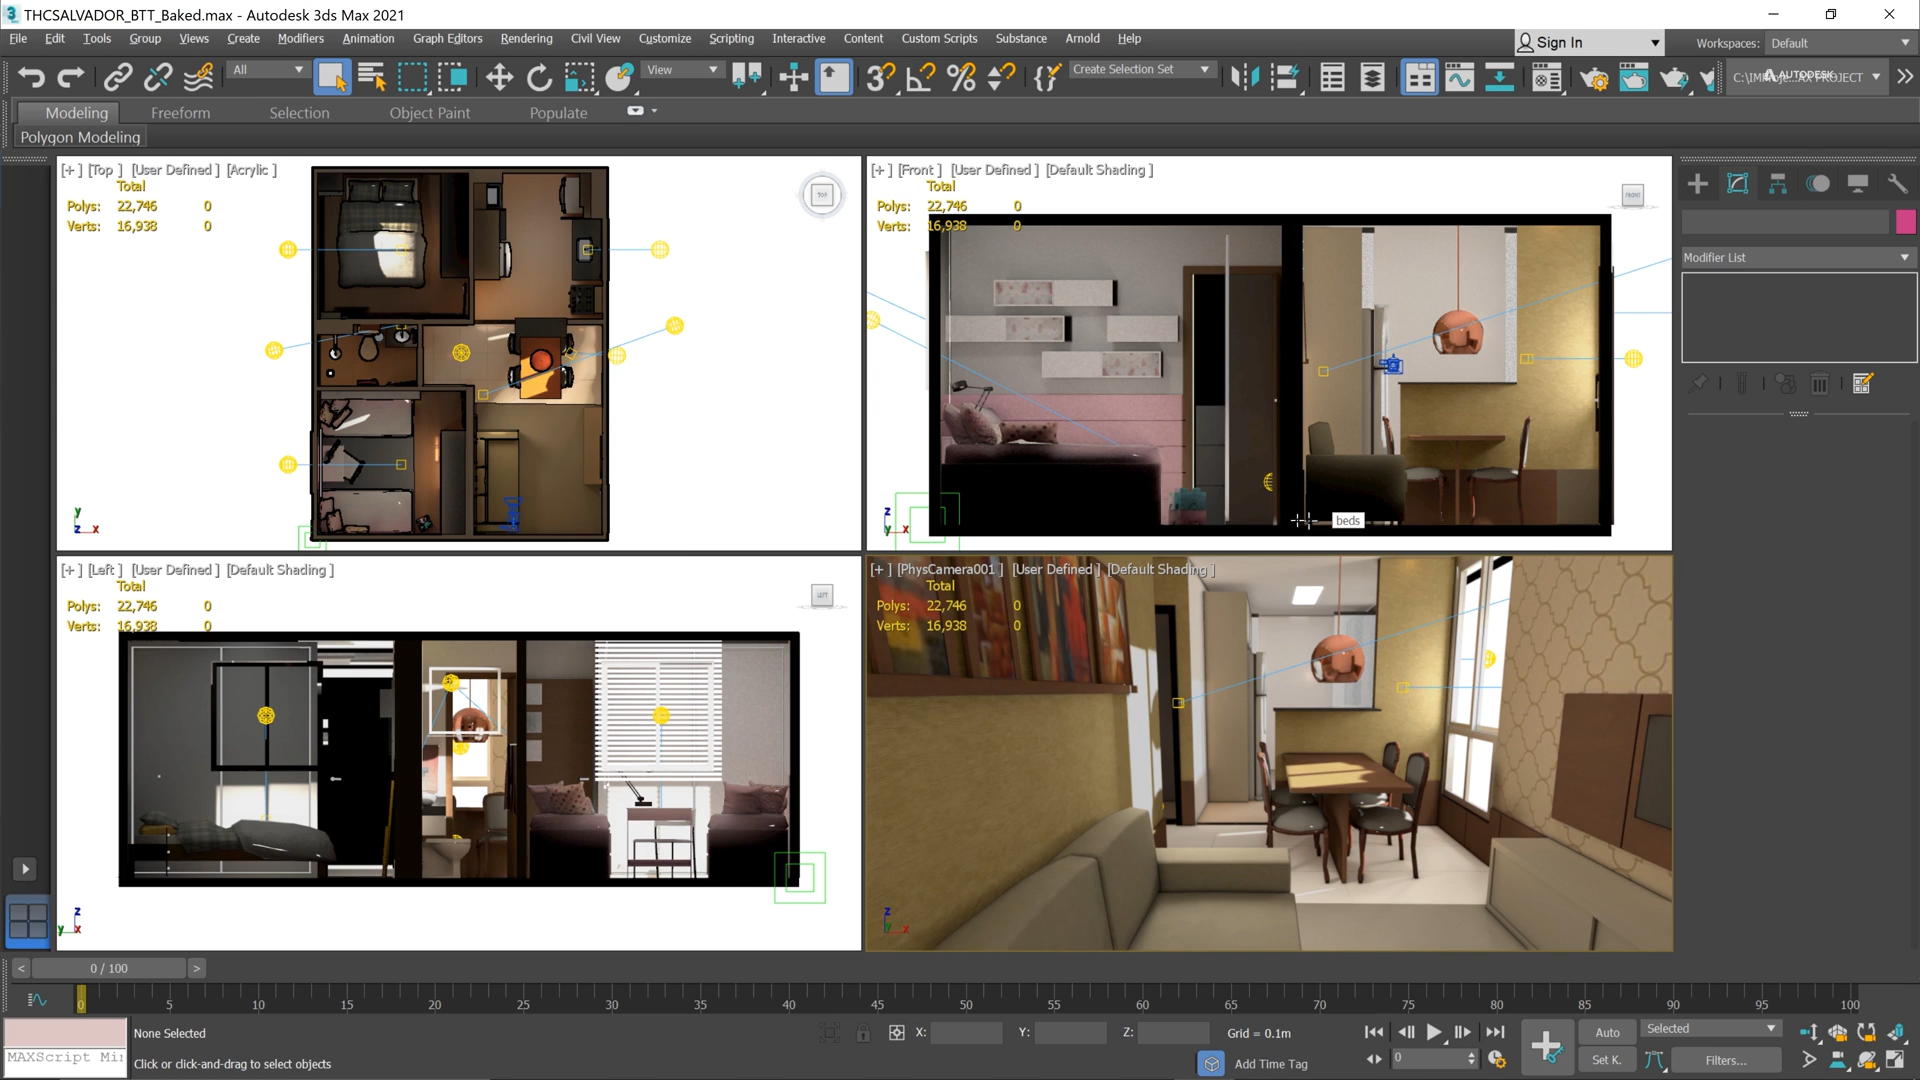 THCSALVADOR_BTT_Baked.max - Autodesk 3ds Max 2021
File Edit Tools Group Views Create Modifiers Animation Graph Editors Rendering Civil View Customize Scripting Interactive Content Custom Scripts Substance Arnold Help
Sign In
Workspaces: Default
All
View
Create Selection Set
AUTODESK
Modeling Freeform Selection Object Paint Populate
Polygon Modeling
[+] [Top] [User Defined] [Acrylic]
Total
Polys: 22,746 0
Verts: 16,938 0
TOP
y
z x
[+] [Front] [User Defined] [Default Shading]
Total
Polys: 22,746 0
Verts: 16,938 0
FRONT
beds
z
y x
[+] [Left] [User Defined] [Default Shading]
Total
Polys: 22,746 0
Verts: 16,938 0
LEFT
z
y x
[+] [PhysCamera001] [User Defined] [Default Shading]
Total
Polys: 22,746 0
Verts: 16,938 0
z
y x
Modifier List
< 0 / 100 >
0 5 10 15 20 25 30 35 40 45 50 55 60 65 70 75 80 85 90 95 100
None Selected
X: Y: Z: Grid = 0.1m
Auto Selected
MAXScript Mi
Click or click-and-drag to select objects
Add Time Tag
0
Set K. Filters...